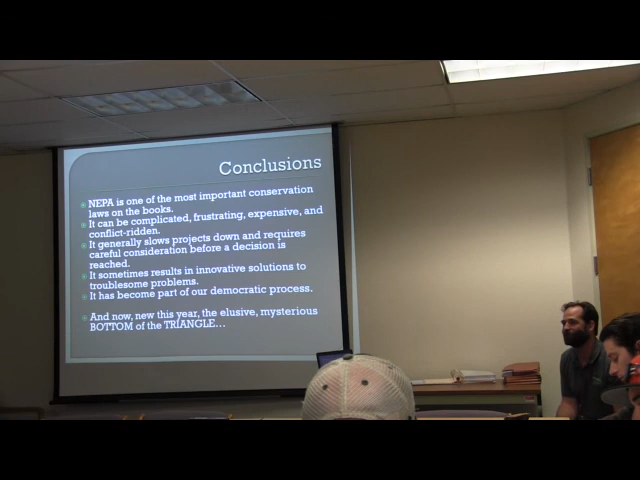 Conclusions
NEPA is one of the most important conservation
laws on the books.
It can be complicated, frustrating, expensive, and
conflict-ridden.
It generally slows projects down and requires
careful consideration before a decision is
reached.
It sometimes results in innovative solutions to
troublesome problems.
It has become part of our democratic process.
And now, new this year, the elusive, mysterious
BOTTOM of the TRIANGLE...